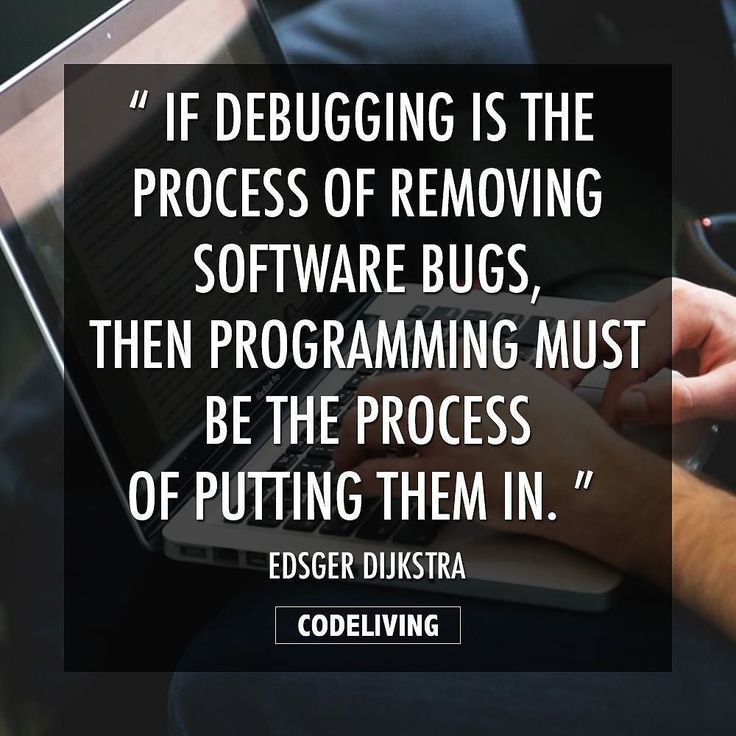 “ IF DEBUGGING IS THE
PROCESS OF REMOVING
SOFTWARE BUGS,
THEN PROGRAMMING MUST
BE THE PROCESS
OF PUTTING THEM IN. ”
EDSGER DIJKSTRA
CODELIVING